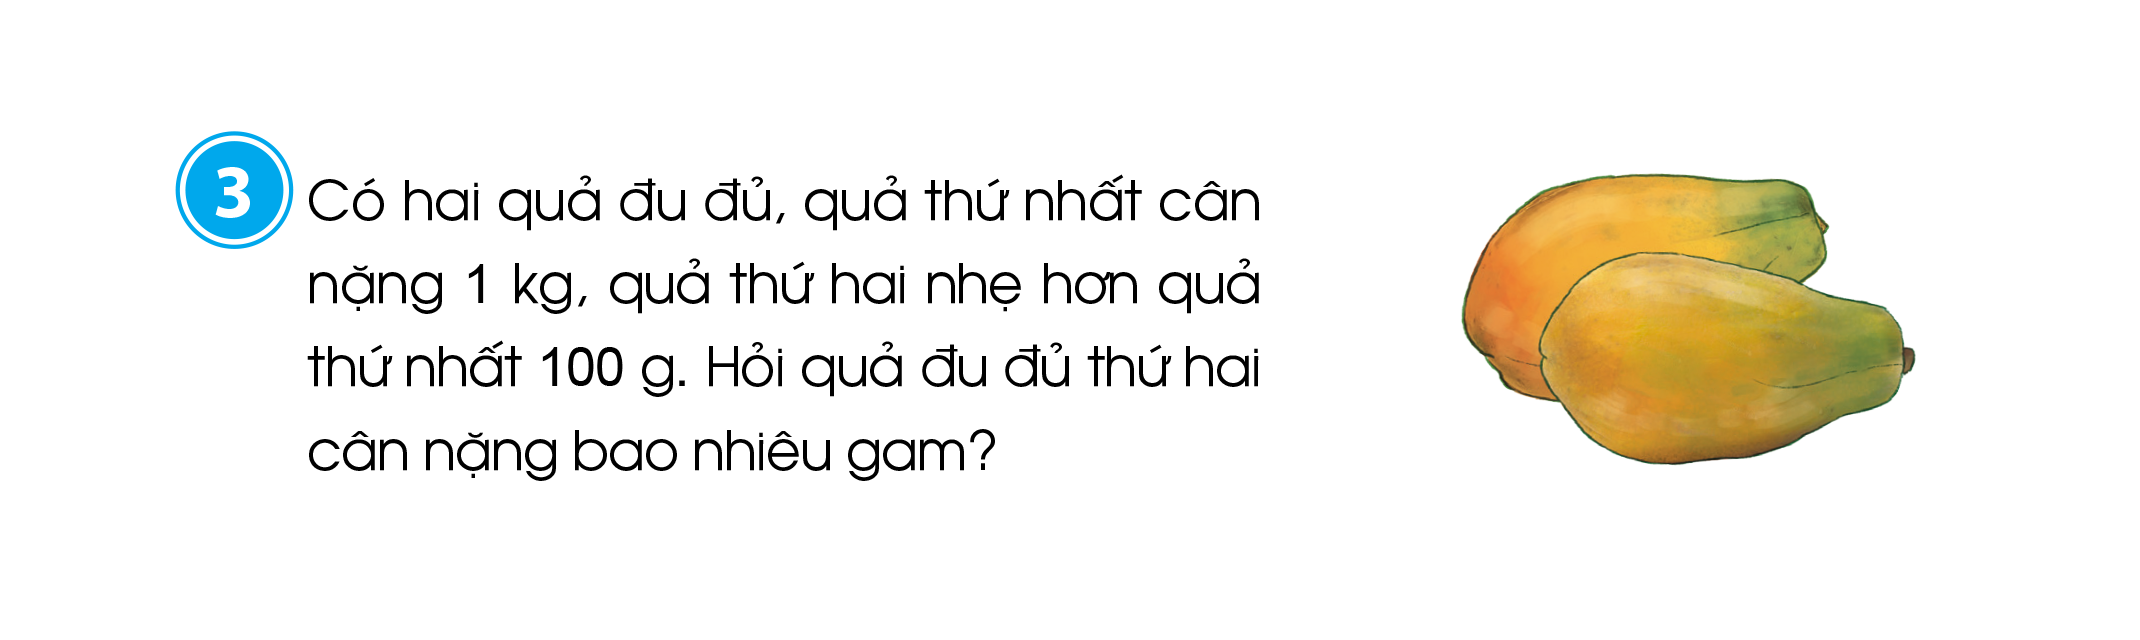 3
Có hai quả đu đủ, quả thứ nhất cân
nặng 1 kg, quả thứ hai nhẹ hơn quả
thứ nhất 100 g. Hỏi quả đu đủ thứ hai
cân nặng bao nhiêu gam?